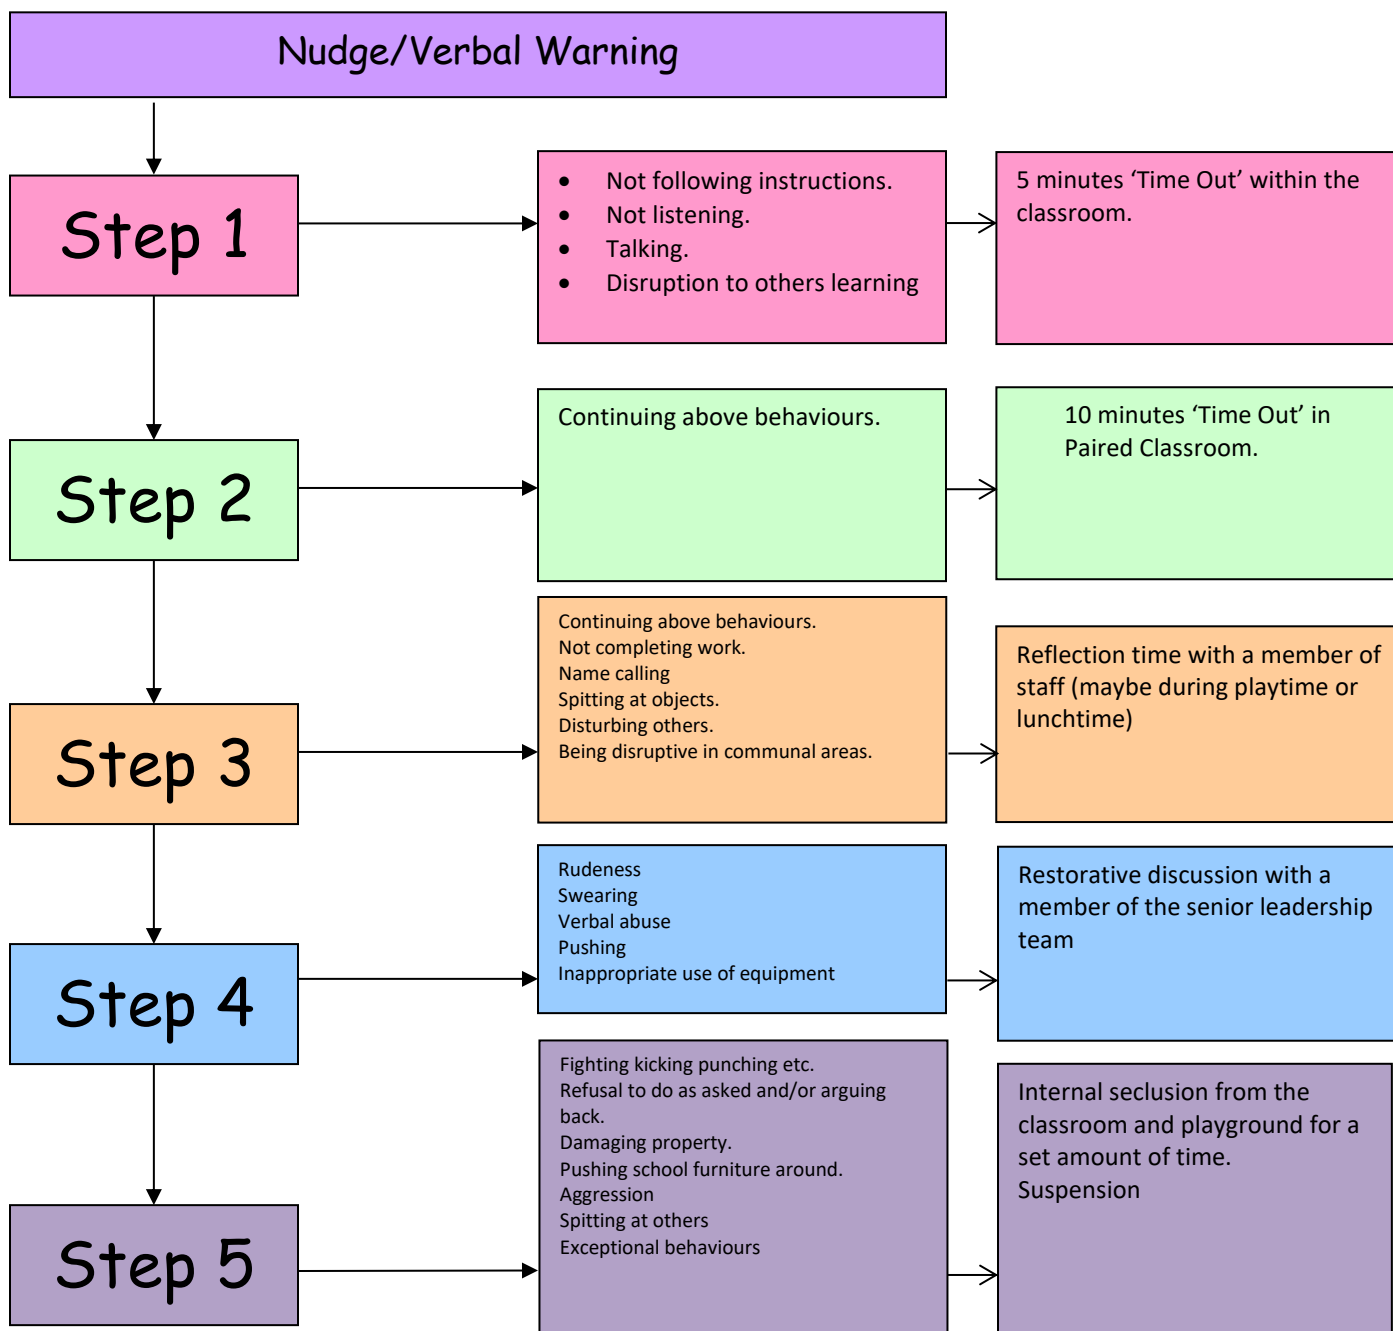 Nudge/Verbal Warning
Step 1
• Not following instructions.
• Not listening.
• Talking.
• Disruption to others learning
5 minutes ‘Time Out’ within the
classroom.
Step 2
Continuing above behaviours.
10 minutes ‘Time Out’ in
Paired Classroom.
Step 3
Continuing above behaviours.
Not completing work.
Name calling
Spitting at objects.
Disturbing others.
Being disruptive in communal areas.
Reflection time with a member of
staff (maybe during playtime or
lunchtime)
Step 4
Rudeness
Swearing
Verbal abuse
Pushing
Inappropriate use of equipment
Restorative discussion with a
member of the senior leadership
team
Step 5
Fighting kicking punching etc.
Refusal to do as asked and/or arguing
back.
Damaging property.
Pushing school furniture around.
Aggression
Spitting at others
Exceptional behaviours
Internal seclusion from the
classroom and playground for a
set amount of time.
Suspension